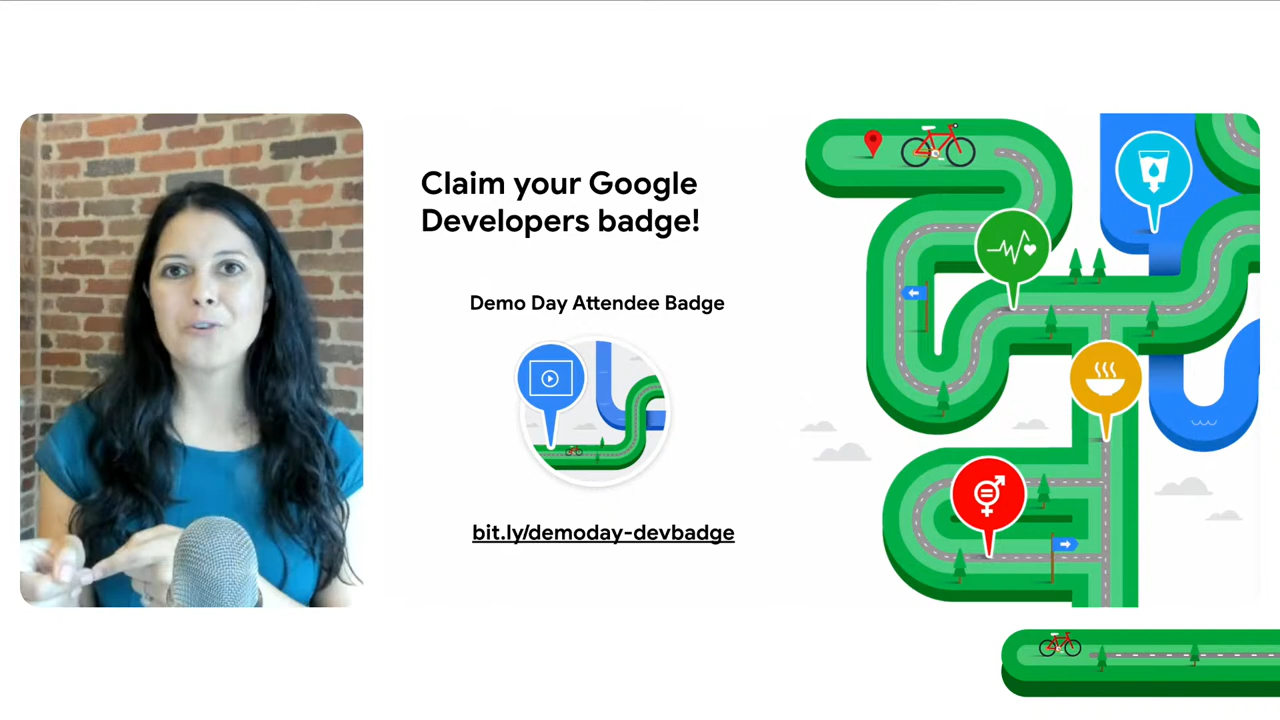 Claim your Google
Developers badge!
Demo Day Attendee Badge
bit.ly/demoday-devbadge